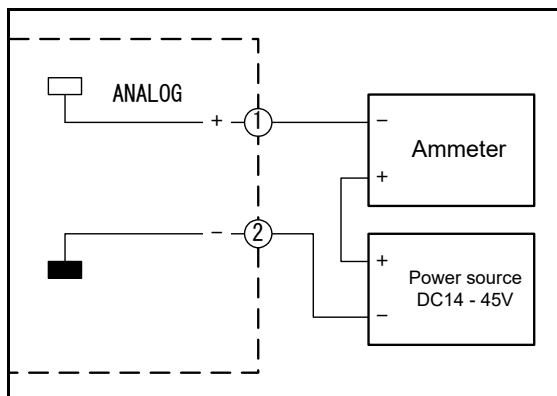 ANALOG
+ 1 −
Ammeter
+
− 2
+
Power source
DC14 - 45V
−